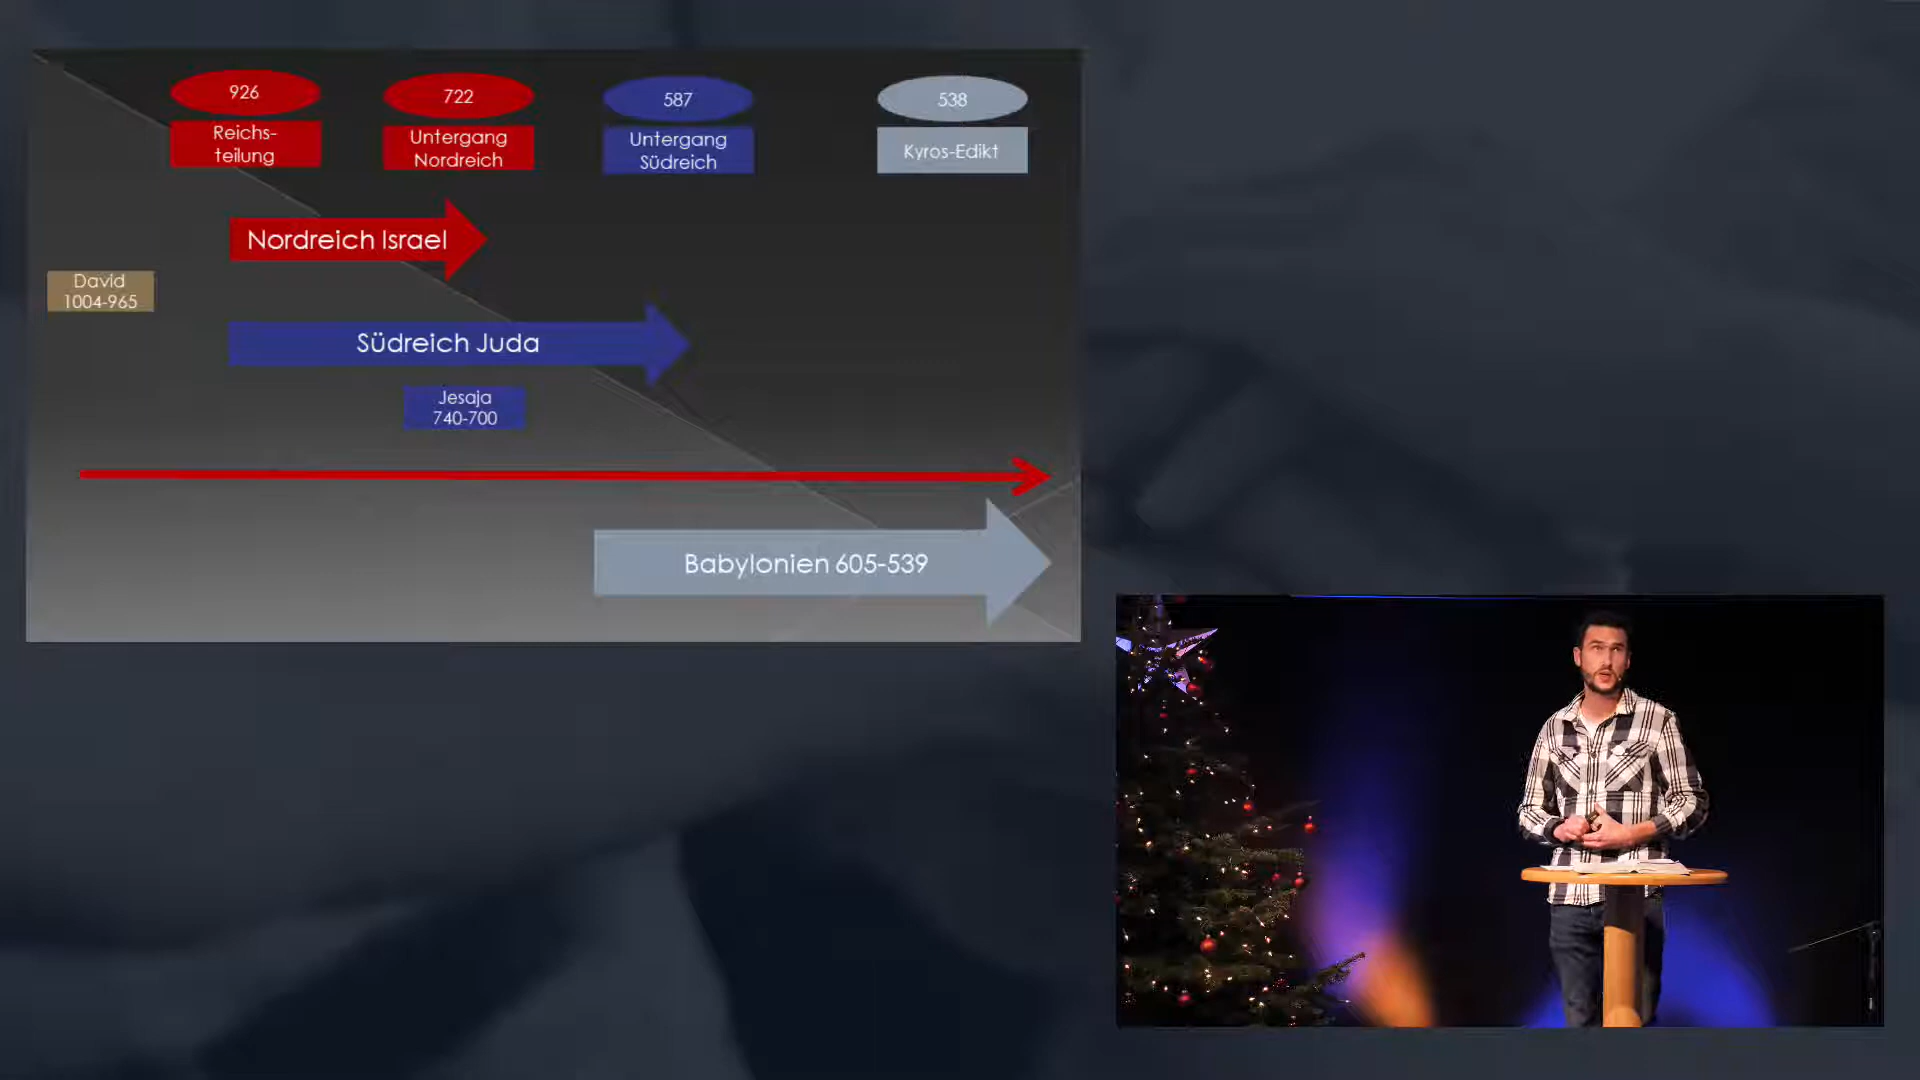 926
Reichs-
teilung
722
Untergang
Nordreich
587
Untergang
Südreich
538
Kyros-Edikt
Nordreich Israel
David
1004-965
Südreich Juda
Jesaja
740-700
Babylonien 605-539